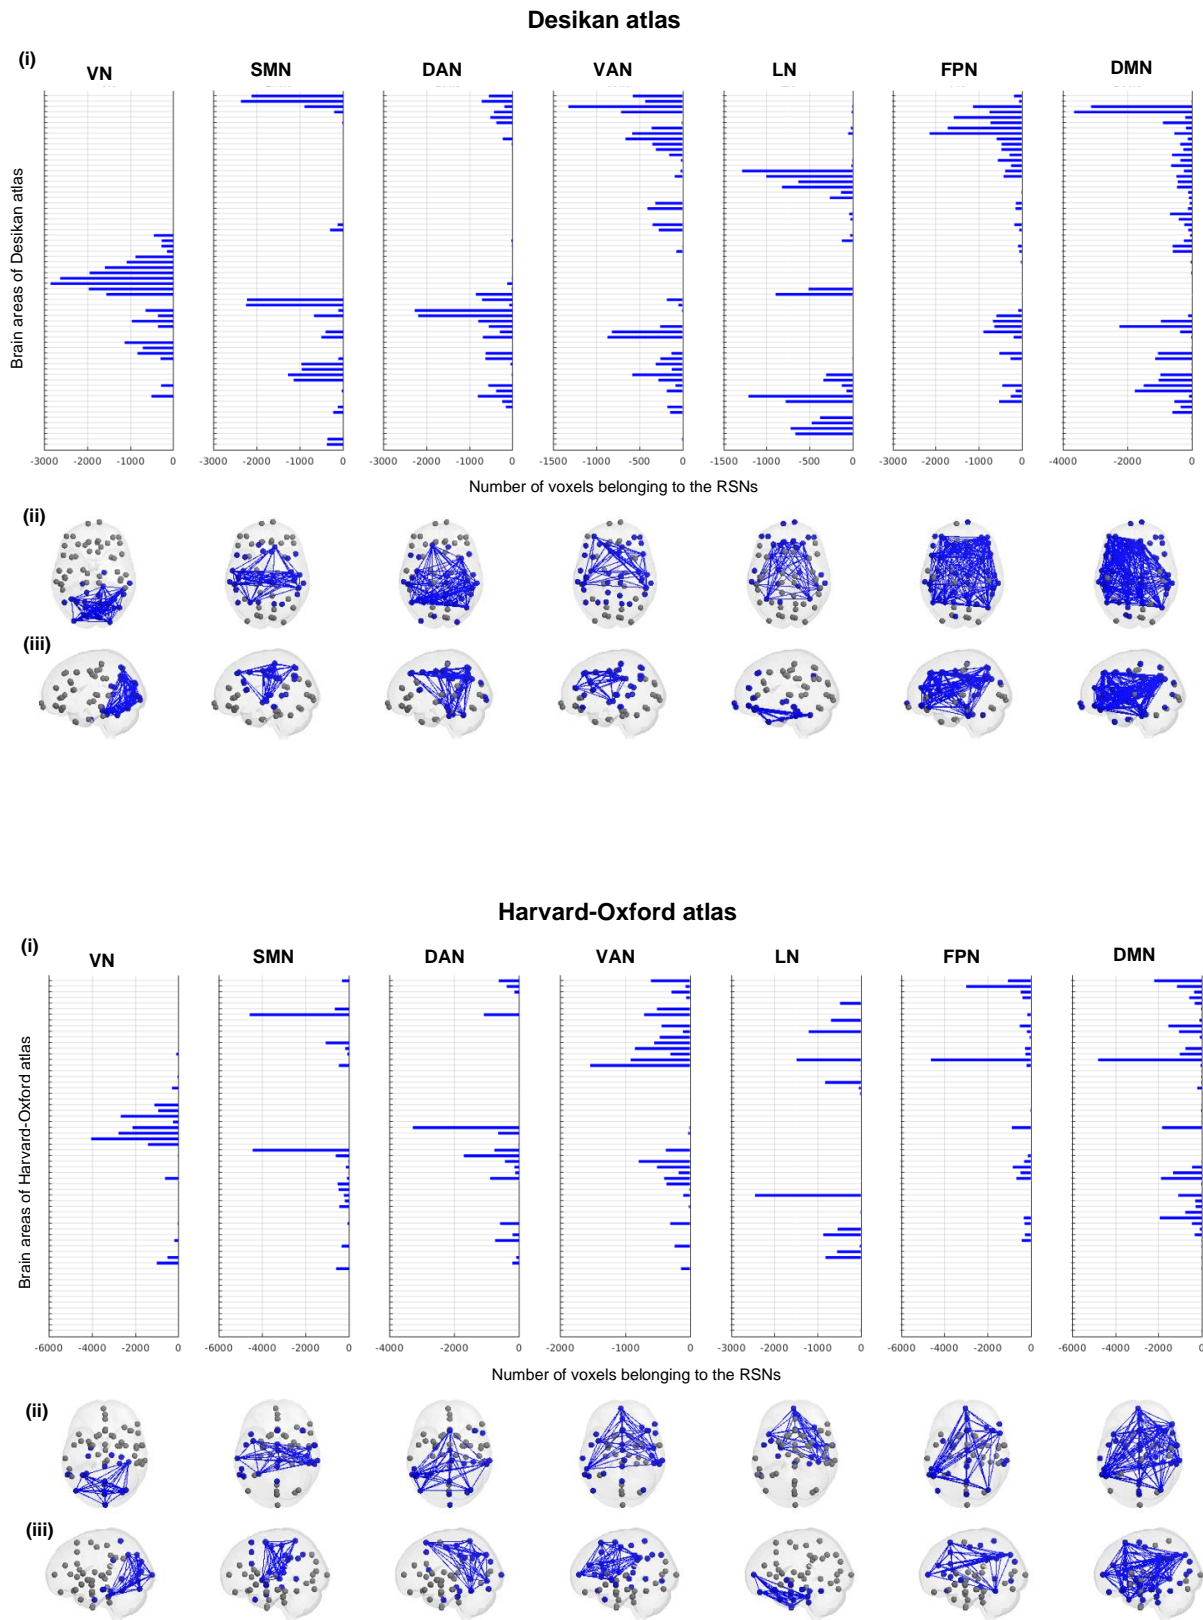 Desikan atlas
(i)
VN SMN DAN VAN LN FPN DMN
Brain areas of Desikan atlas
-3000 -2000 -1000 0 -3000 -2000 -1000 0 -3000 -2000 -1000 0 -1500 -1000 -500 0 -1500 -1000 -500 0 -3000 -2000 -1000 0 -4000 -2000 0
Number of voxels belonging to the RSNs
(ii)
(iii)
Harvard-Oxford atlas
(i)
VN SMN DAN VAN LN FPN DMN
Brain areas of Harvard-Oxford atlas
-6000 -4000 -2000 0 -6000 -4000 -2000 0 -4000 -3000 -2000 -1000 0 -2000 -1500 -1000 -500 0 -3000 -2000 -1000 0 -6000 -4000 -2000 0 -6000 -4000 -2000 0
Number of voxels belonging to the RSNs
(ii)
(iii)